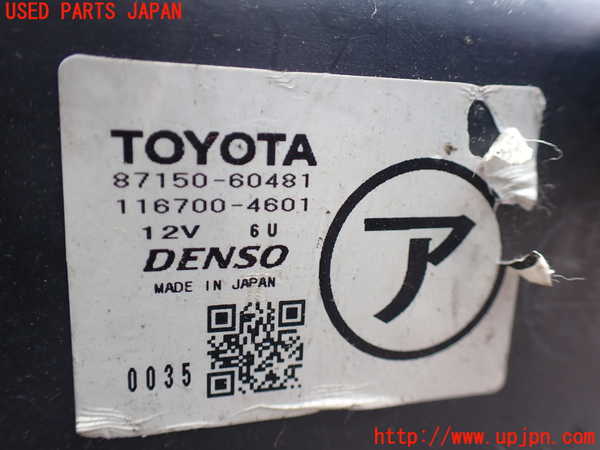 USED PARTS JAPAN
TOYOTA
87150-60481
116700-4601
12V 6U
DENSO
MADE IN JAPAN
ア
0035
http://www.upjpn.com/